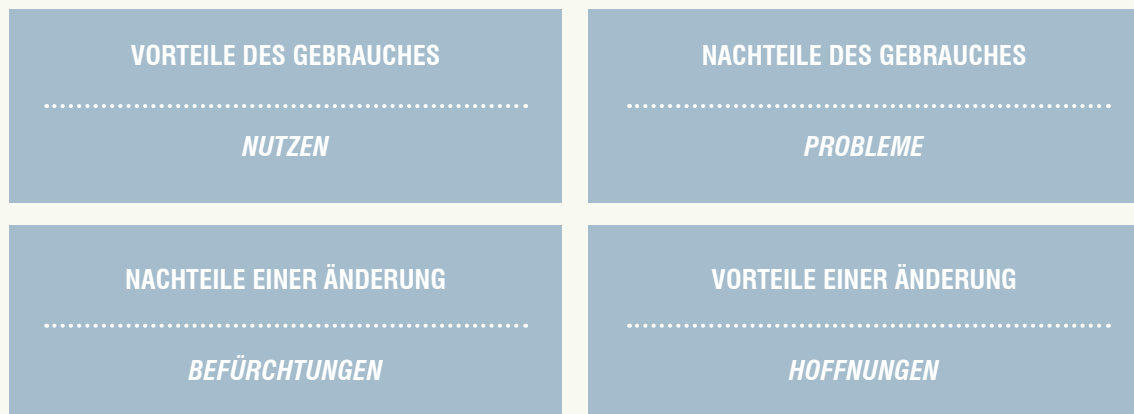 VORTEILE DES GEBRAUCHES
NUTZEN
NACHTEILE DES GEBRAUCHES
PROBLEME
NACHTEILE EINER ÄNDERUNG
BEFÜRCHTUNGEN
VORTEILE EINER ÄNDERUNG
HOFFNUNGEN